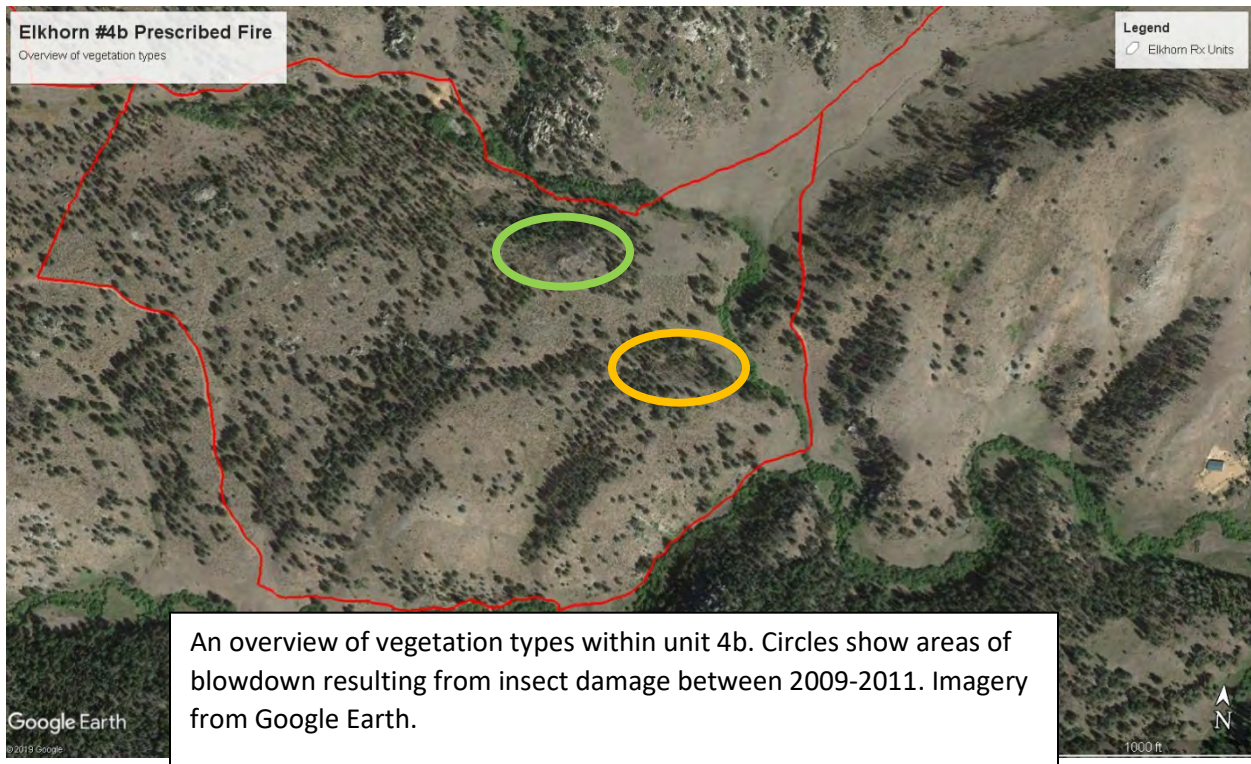 Elkhorn #4b Prescribed Fire
Overview of vegetation types
Legend
Elkhorn Rx Units
An overview of vegetation types within unit 4b. Circles show areas of
blowdown resulting from insect damage between 2009-2011. Imagery
from Google Earth.
Google Earth
©2019 Google
N
1000 ft